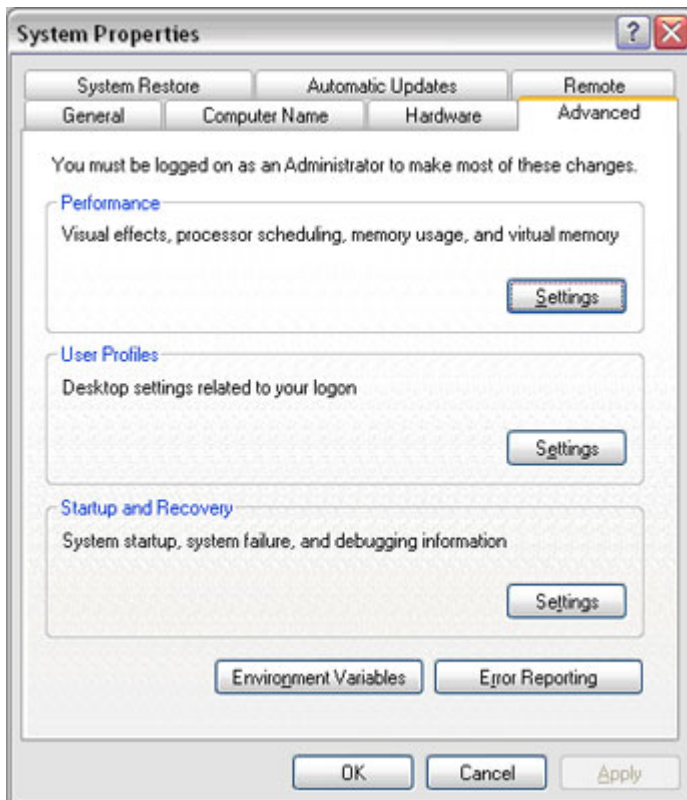 System Properties
System Restore Automatic Updates Remote
General Computer Name Hardware Advanced
You must be logged on as an Administrator to make most of these changes.
Performance
Visual effects, processor scheduling, memory usage, and virtual memory
Settings
User Profiles
Desktop settings related to your logon
Settings
Startup and Recovery
System startup, system failure, and debugging information
Settings
Environment Variables Error Reporting
OK Cancel Apply